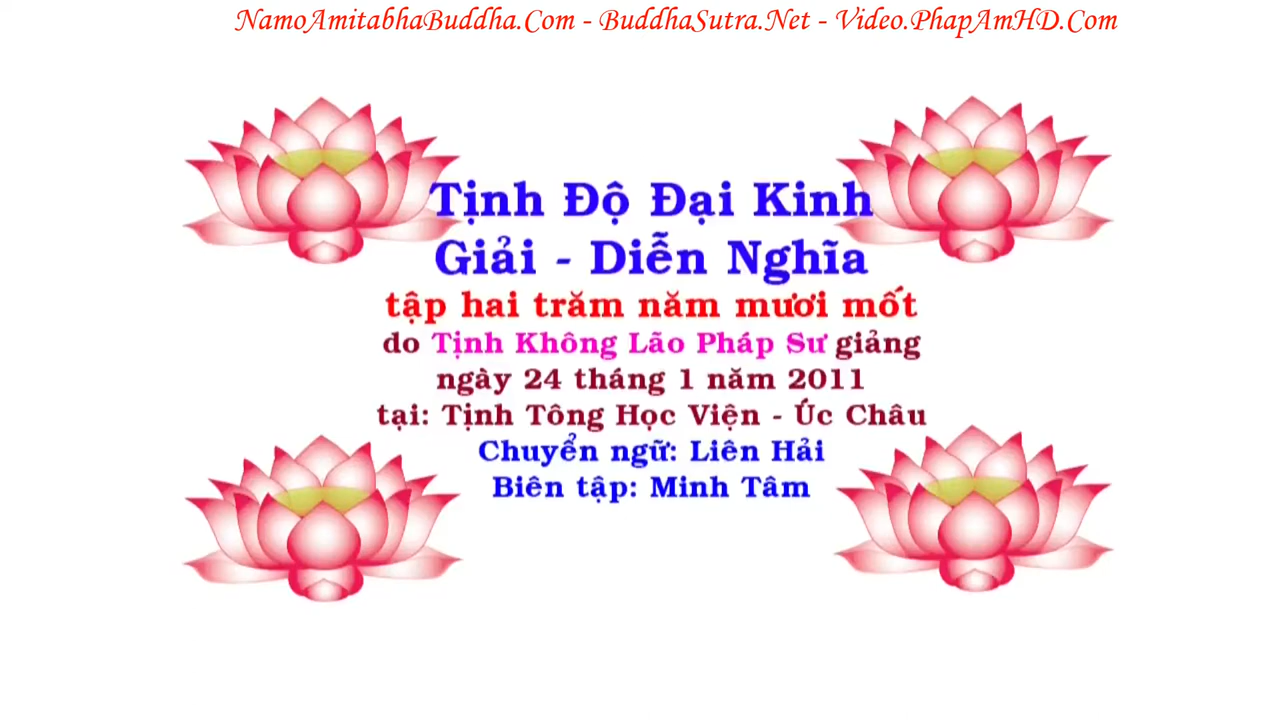 NamoAmitabhaBuddha.Com - BuddhaSutra.Net - Video.PhapAmHD.Com
Tịnh Độ Đại Kinh
Giải - Diễn Nghĩa
tập hai trăm năm mươi mốt
do Tịnh Không Lão Pháp Sư giảng
ngày 24 tháng 1 năm 2011
tại: Tịnh Tông Học Viện - Úc Châu
Chuyển ngữ: Liên Hải
Biên tập: Minh Tâm